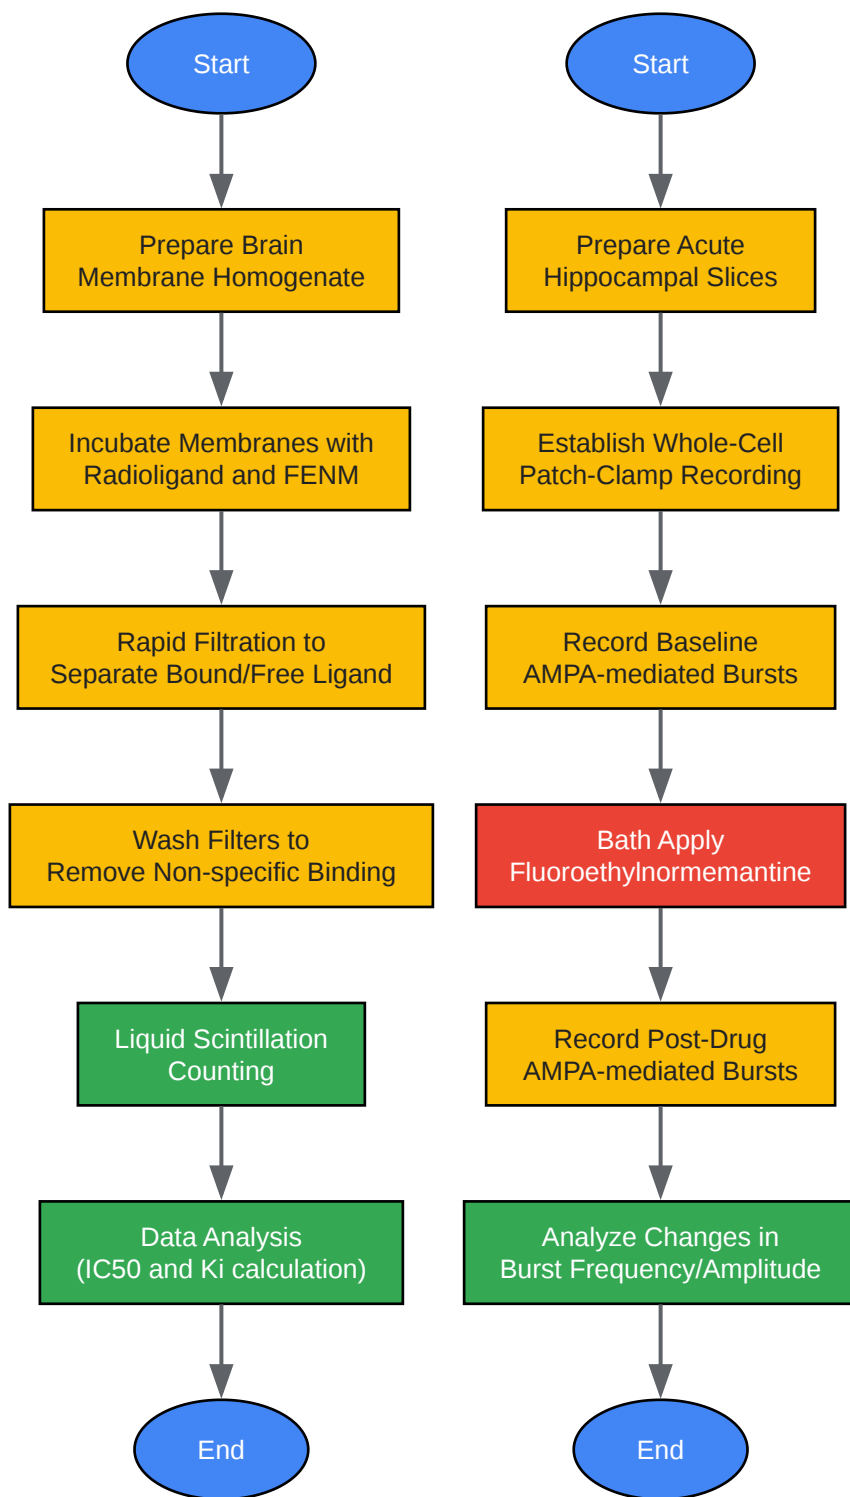 Start
Prepare Brain
Membrane Homogenate
Incubate Membranes with
Radioligand and FENM
Rapid Filtration to
Separate Bound/Free Ligand
Wash Filters to
Remove Non-specific Binding
Liquid Scintillation
Counting
Data Analysis
(IC50 and Ki calculation)
End
Start
Prepare Acute
Hippocampal Slices
Establish Whole-Cell
Patch-Clamp Recording
Record Baseline
AMPA-mediated Bursts
Bath Apply
Fluoroethylnormemantine
Record Post-Drug
AMPA-mediated Bursts
Analyze Changes in
Burst Frequency/Amplitude
End